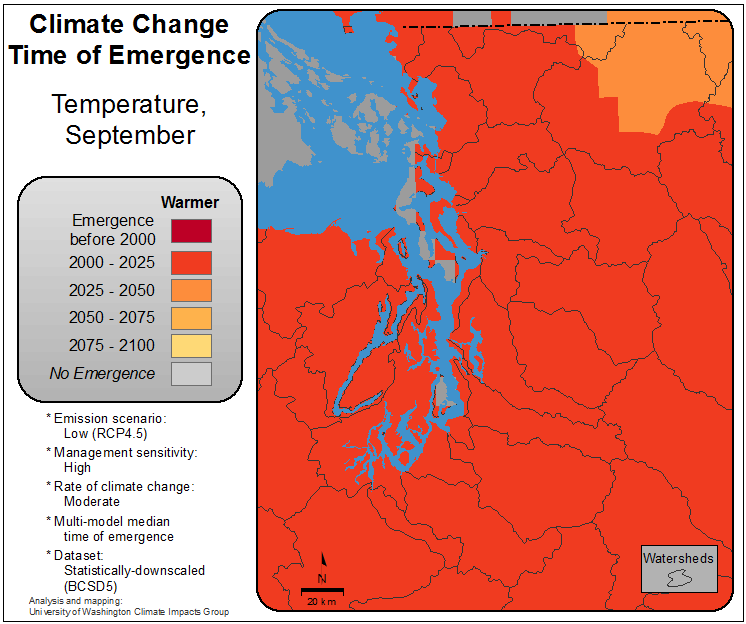 Climate Change
Time of Emergence
Temperature,
September
Warmer
Emergence
before 2000
2000 - 2025
2025 - 2050
2050 - 2075
2075 - 2100
No Emergence
* Emission scenario:
Low (RCP4.5)
* Management sensitivity:
High
* Rate of climate change:
Moderate
* Multi-model median
time of emergence
* Dataset:
Statistically-downscaled
(BCSD5)
Analysis and mapping:
University of Washington Climate Impacts Group
N
20 km
Watersheds